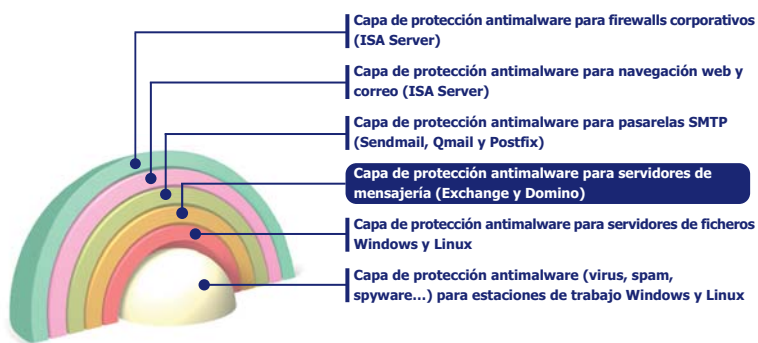 Capa de protección antimalware para firewalls corporativos
(ISA Server)
Capa de protección antimalware para navegación web y
correo (ISA Server)
Capa de protección antimalware para pasarelas SMTP
(Sendmail, Qmail y Postfix)
Capa de protección antimalware para servidores de
mensajería (Exchange y Domino)
Capa de protección antimalware para servidores de ficheros
Windows y Linux
Capa de protección antimalware (virus, spam,
spyware...) para estaciones de trabajo Windows y Linux